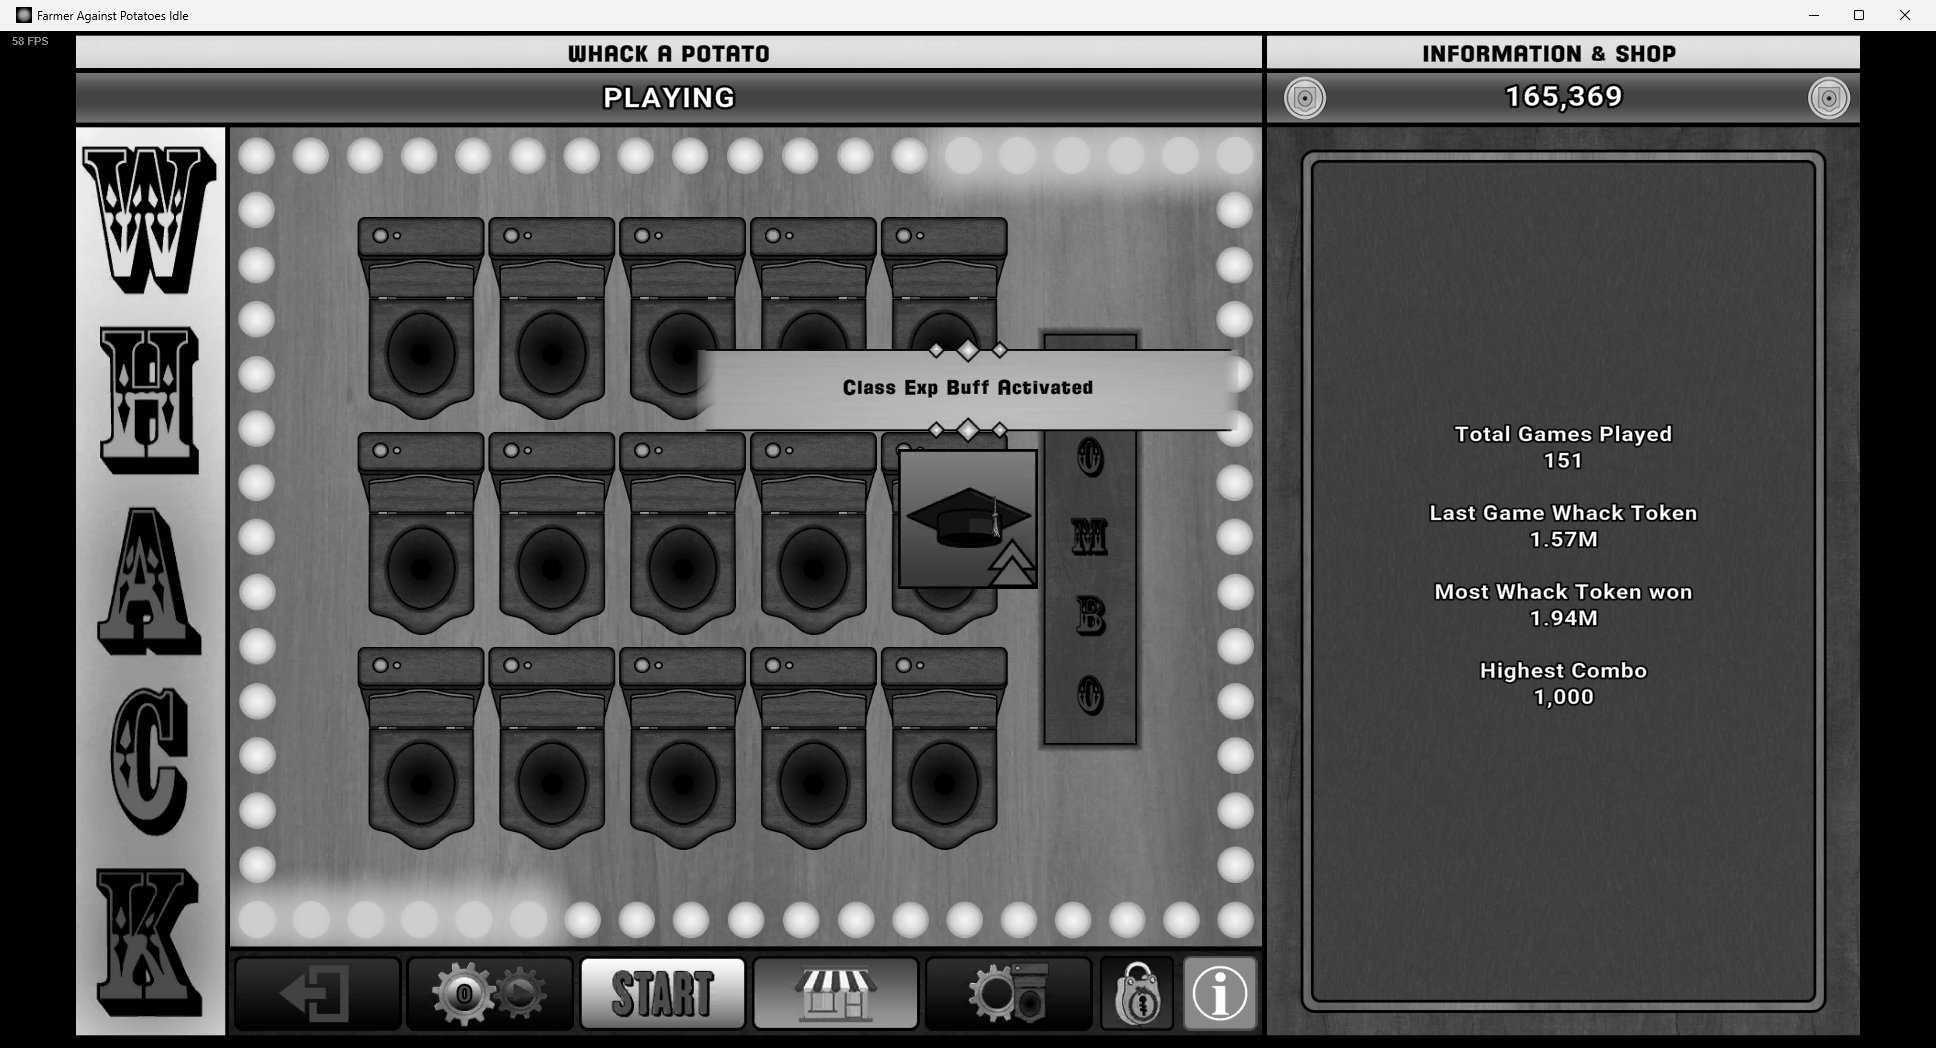 Farmer Against Potatoes Idle
58 FPS
WHACK A POTATO
INFORMATION & SHOP
PLAYING
165,369
W
H
A
C
K
Class Exp Buff Activated
O
M
B
O
Total Games Played
151
Last Game Whack Token
1.57M
Most Whack Token won
1.94M
Highest Combo
1,000
0
START
i